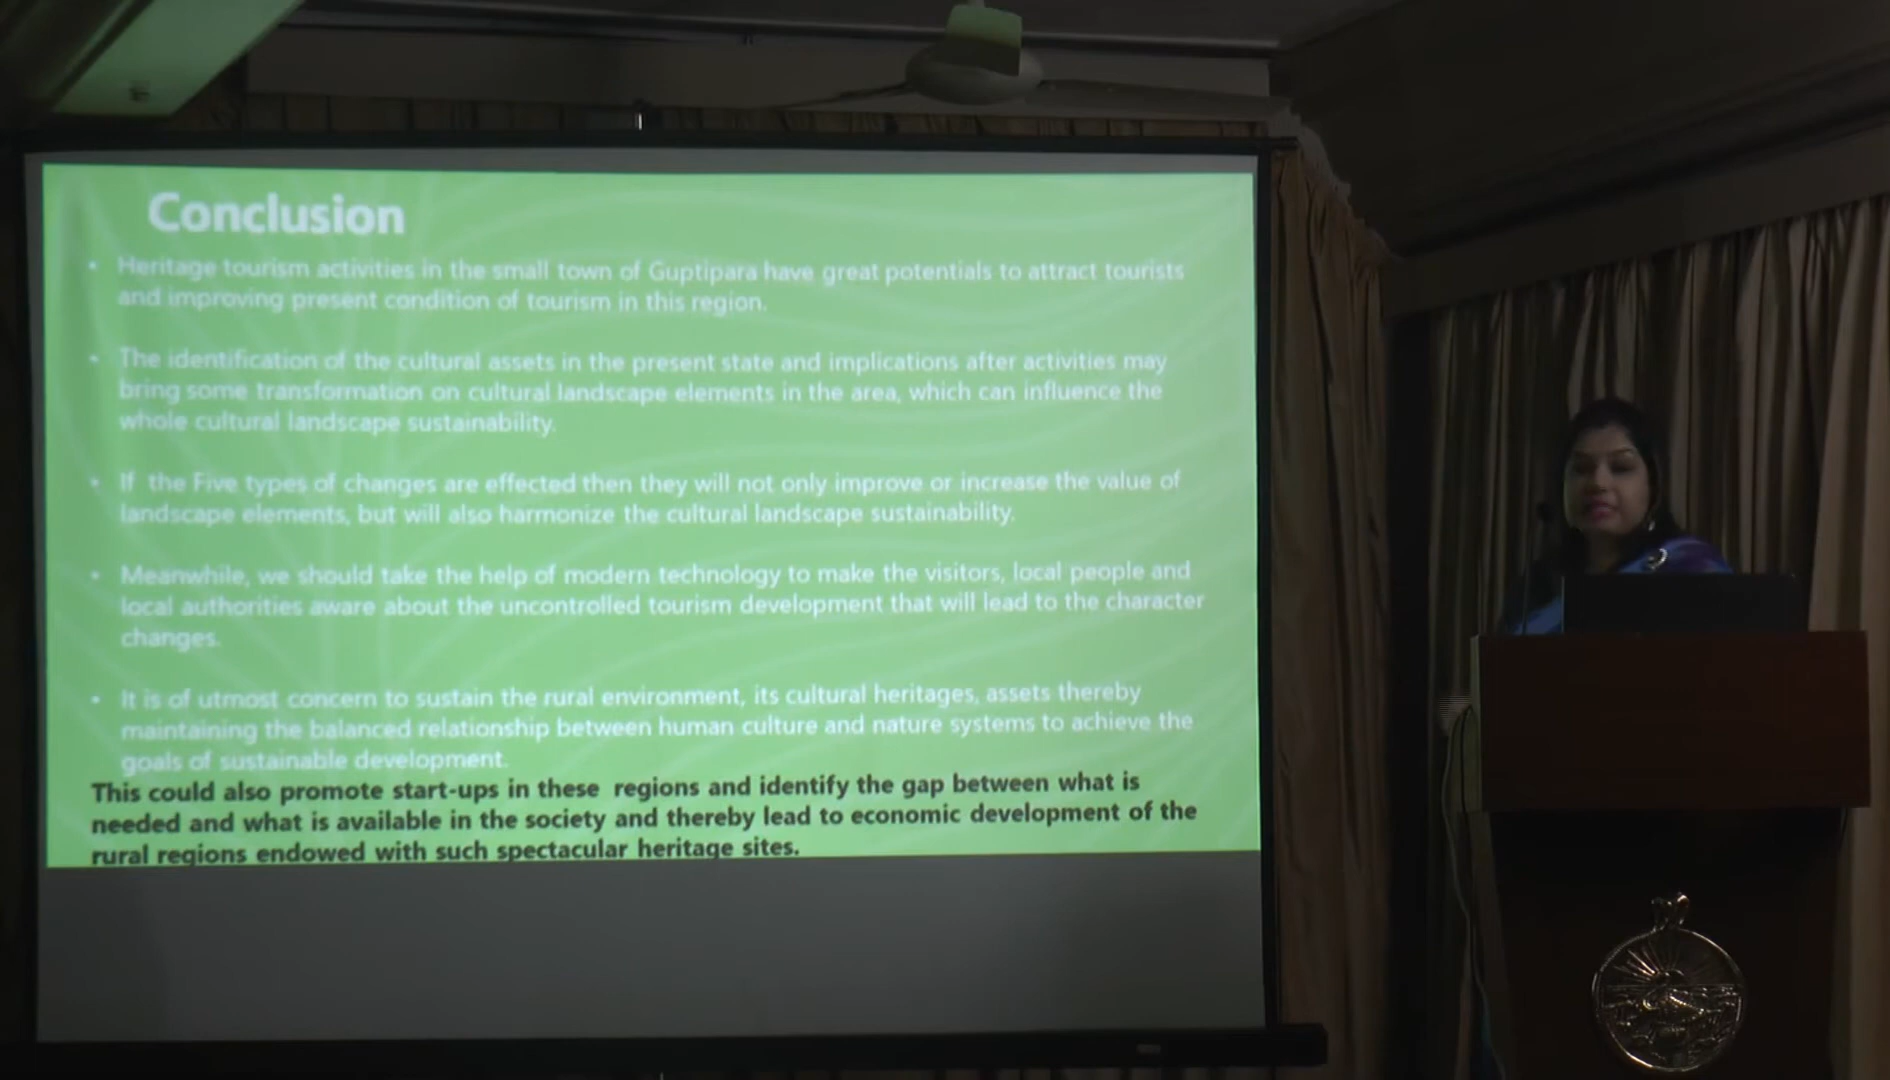 Conclusion
• Heritage tourism activities in the small town of Guptipara have great potentials to attract tourists
and improving present condition of tourism in this region.
• The identification of the cultural assets in the present state and implications after activities may
bring some transformation on cultural landscape elements in the area, which can influence the
whole cultural landscape sustainability.
• If the Five types of changes are effected then they will not only improve or increase the value of
landscape elements, but will also harmonize the cultural landscape sustainability.
• Meanwhile, we should take the help of modern technology to make the visitors, local people and
local authorities aware about the uncontrolled tourism development that will lead to the character
changes.
• It is of utmost concern to sustain the rural environment, its cultural heritages, assets thereby
maintaining the balanced relationship between human culture and nature systems to achieve the
goals of sustainable development.
This could also promote start-ups in these regions and identify the gap between what is
needed and what is available in the society and thereby lead to economic development of the
rural regions endowed with such spectacular heritage sites.